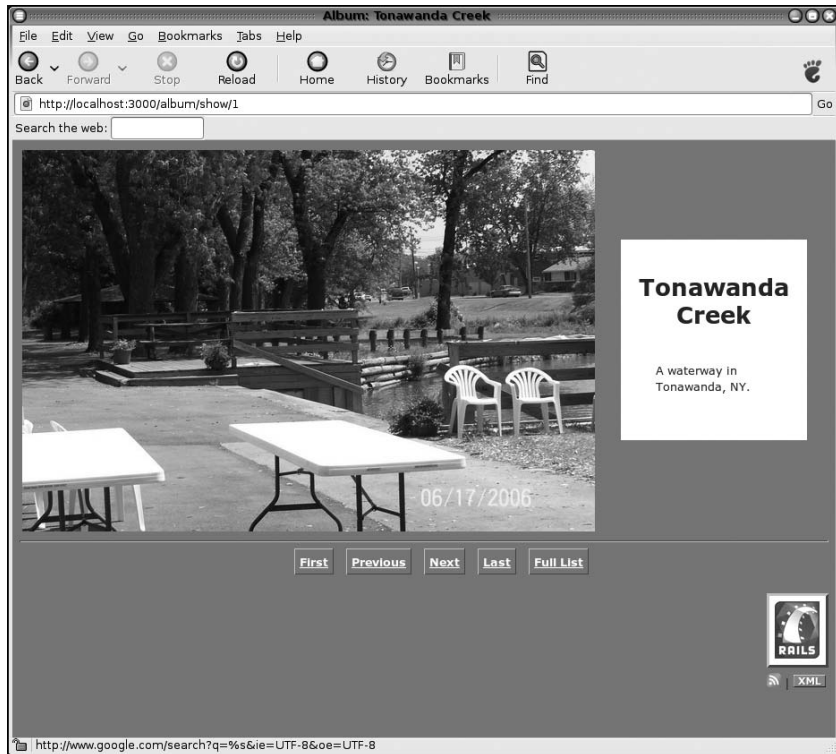 Album: Tonawanda Creek
File Edit View Go Bookmarks Tabs Help
Back Forward Stop Reload Home History Bookmarks Find
http://localhost:3000/album/show/1 Go
Search the web:
Tonawanda
Creek
A waterway in
Tonawanda, NY.
06/17/2006
First Previous Next Last Full List
RAILS
| XML
http://www.google.com/search?q=%s&ie=UTF-8&oe=UTF-8